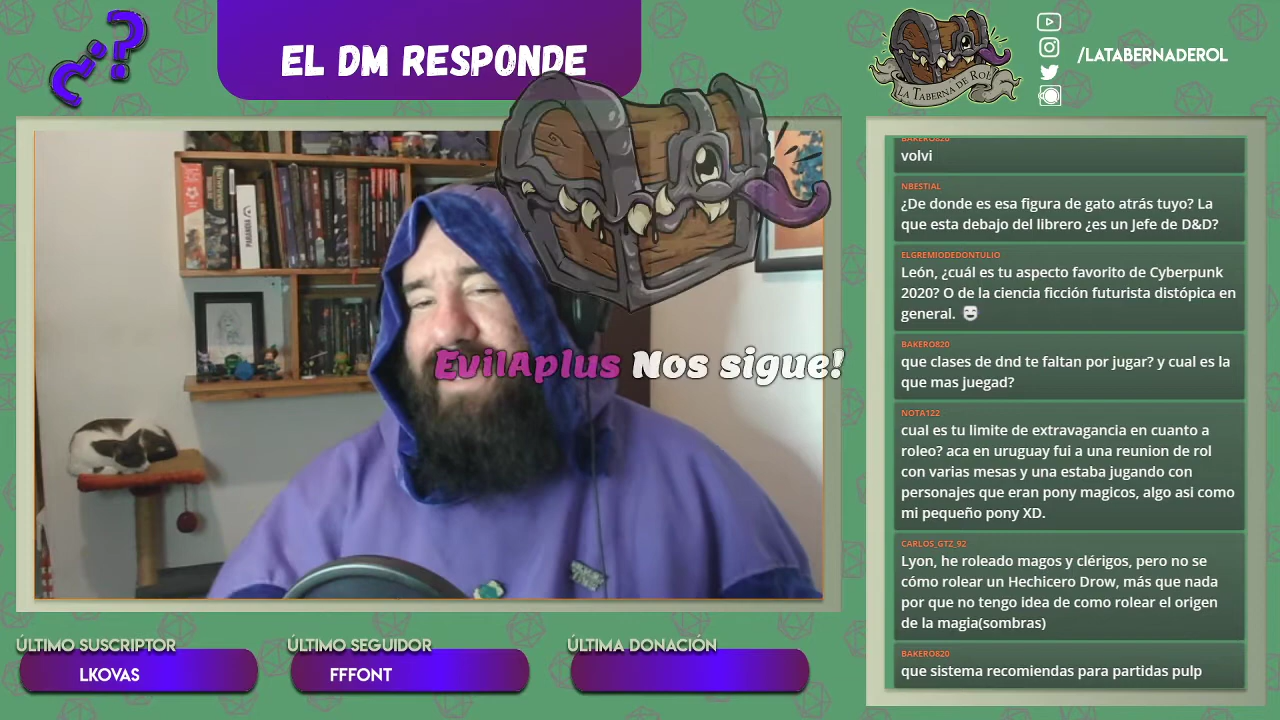 EL DM RESPONDE
LA TABERNA DE ROL
/LATABERNADEROL
PARANOIA
EvilAplus Nos sigue!
BAKERO820
volvi
NBESTIAL
¿De donde es esa figura de gato atrás tuyo? La
que esta debajo del librero ¿es un Jefe de D&D?
ELGREMIODEDONTULIO
León, ¿cuál es tu aspecto favorito de Cyberpunk
2020? O de la ciencia ficción futurista distópica en
general.
BAKERO820
que clases de dnd te faltan por jugar? y cual es la
que mas juegad?
NOTA122
cual es tu limite de extravagancia en cuanto a
roleo? aca en uruguay fui a una reunion de rol
con varias mesas y una estaba jugando con
personajes que eran pony magicos, algo asi como
mi pequeño pony XD.
CARLOS_GTZ_92
Lyon, he roleado magos y clérigos, pero no se
cómo rolear un Hechicero Drow, más que nada
por que no tengo idea de como rolear el origen
de la magia(sombras)
BAKERO820
que sistema recomiendas para partidas pulp
ÚLTIMO SUSCRIPTOR
LKOVAS
ÚLTIMO SEGUIDOR
FFFONT
ÚLTIMA DONACIÓN